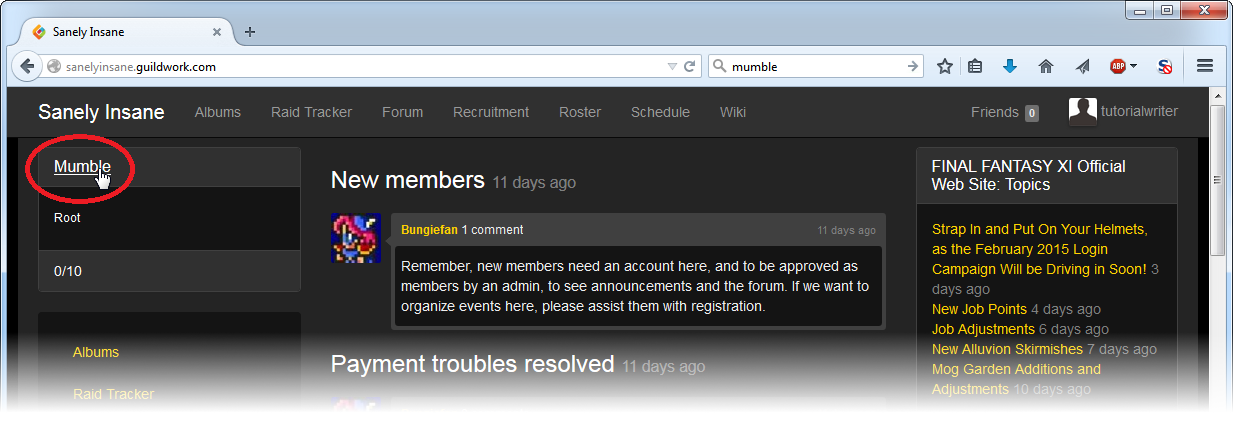 Sanely Insane
sanelyinsane.guildwork.com
mumble
ABP
Sanely Insane
Albums
Raid Tracker
Forum
Recruitment
Roster
Schedule
Wiki
Friends 0
tutorialwriter
Mumble
Root
0/10
Albums
Raid Tracker
New members 11 days ago
Bungiefan 1 comment
11 days ago
Remember, new members need an account here, and to be approved as
members by an admin, to see announcements and the forum. If we want to
organize events here, please assist them with registration.
Payment troubles resolved 11 days ago
FINAL FANTASY XI Official
Web Site: Topics
Strap In and Put On Your Helmets,
as the February 2015 Login
Campaign Will be Driving in Soon! 3
days ago
New Job Points 4 days ago
Job Adjustments 6 days ago
New Alluvion Skirmishes 7 days ago
Mog Garden Additions and
Adjustments 10 days ago